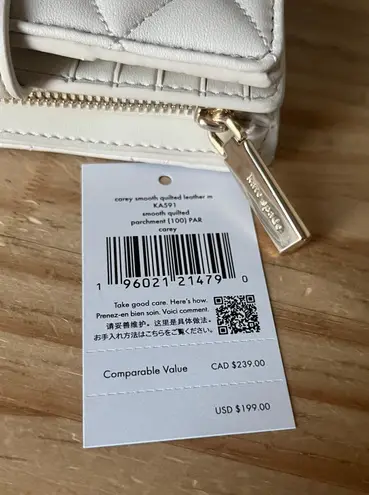 kate spade
carey smooth quilted leather m
KA591
smooth quilted
parchment (100) PAR
carey
1 96021 21479 0
Take good care. Here's how.
Prenez-en bien soin. Voici comment.
请妥善维护。这里是具体做法。
お手入れ方法はこちらをご覧ください。
Comparable Value CAD $239.00
USD $199.00